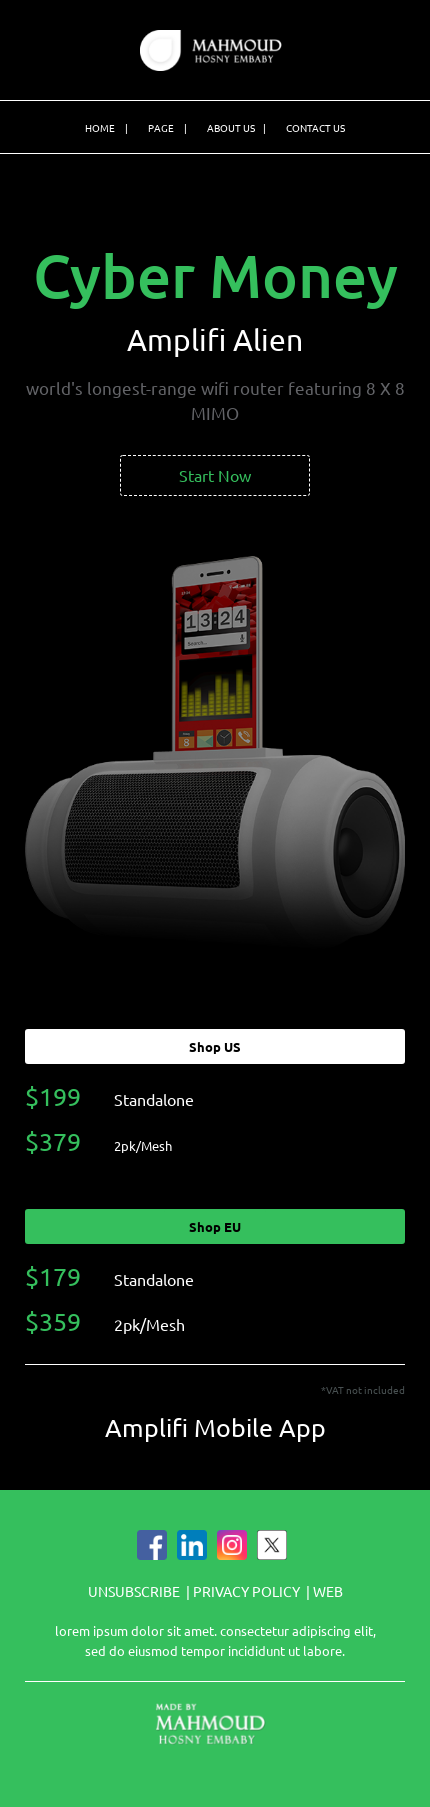 MAHMOUD
HOSNY EMBABY
HOME | PAGE | ABOUT US | CONTACT US
Cyber Money
Amplifi Alien
world's longest-range wifi router featuring 8 X 8
MIMO
Start Now
13:24
Search...
8
Shop US
$199 Standalone
$379 2pk/Mesh
Shop EU
$179 Standalone
$359 2pk/Mesh
*VAT not included
Amplifi Mobile App
UNSUBSCRIBE | PRIVACY POLICY | WEB
lorem ipsum dolor sit amet. consectetur adipiscing elit,
sed do eiusmod tempor incididunt ut labore.
MADE BY
MAHMOUD
HOSNY EMBABY